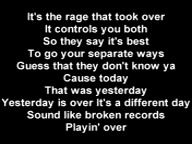 It's the rage that took over
It controls you both
So they say it's best
To go your separate ways
Guess that they don't know ya
Cause today
That was yesterday
Yesterday is over It's a different day
Sound like broken records
Playin' over